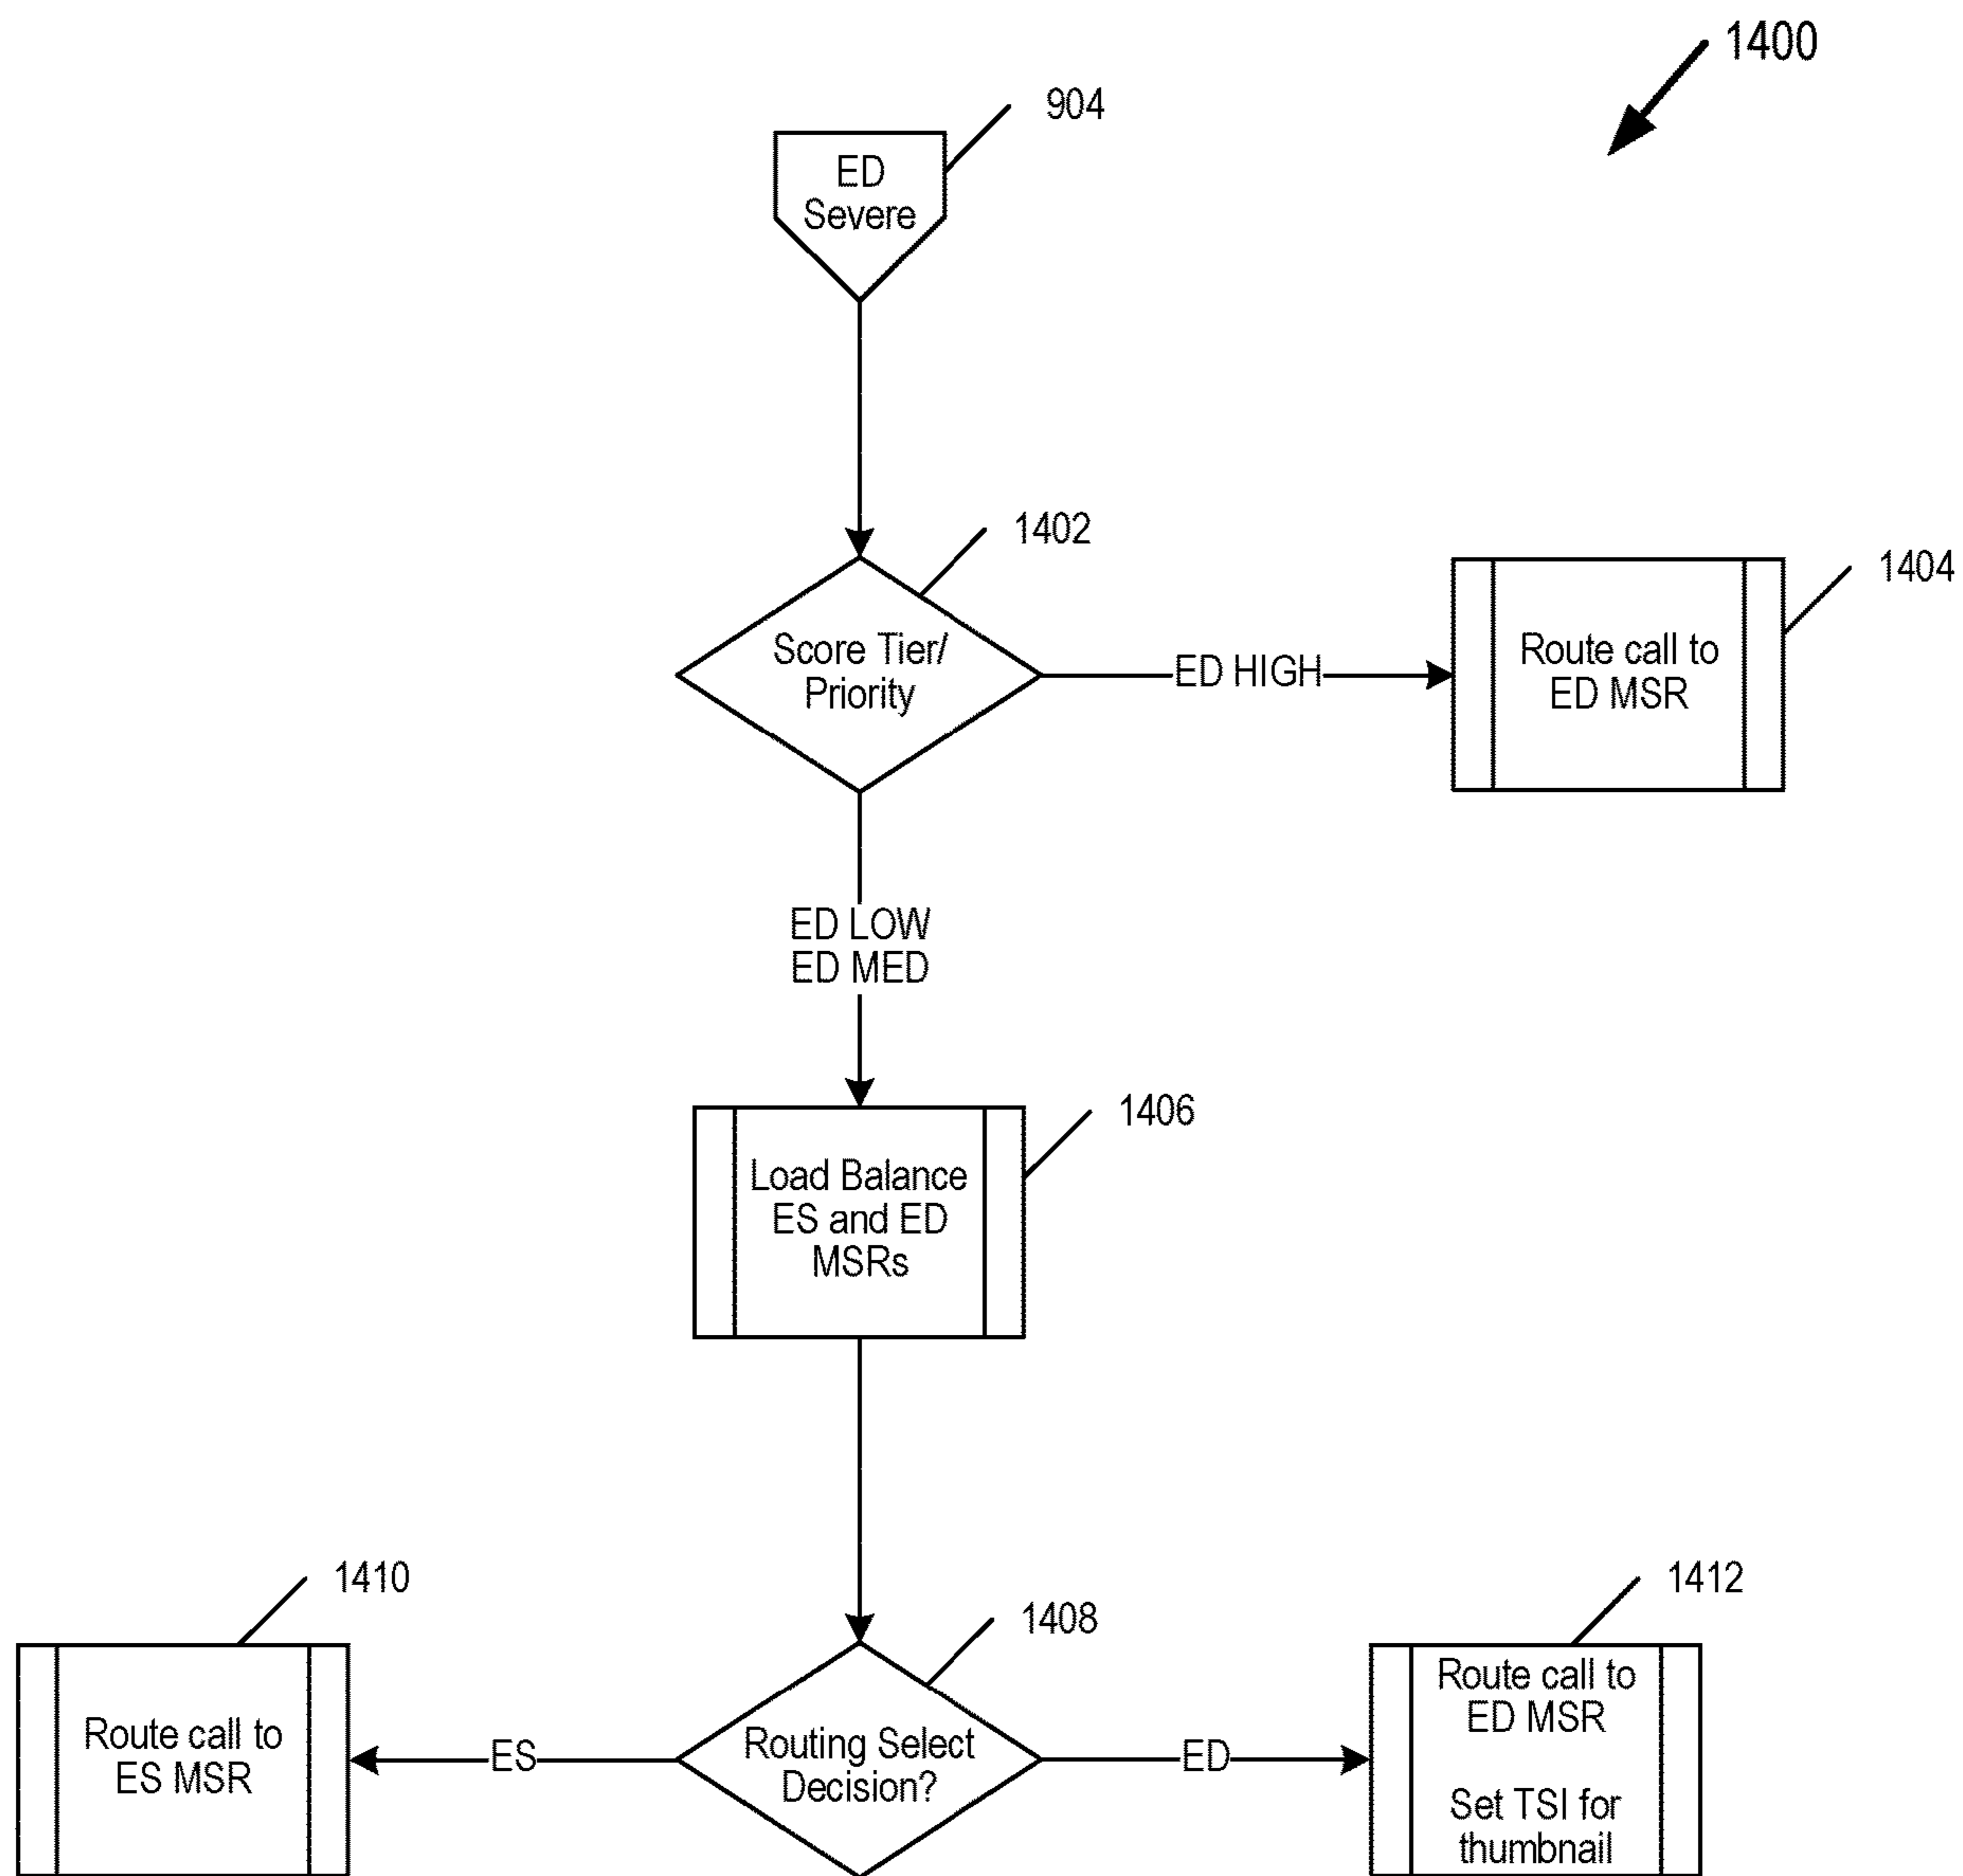 1400
904
ED
Severe
1402
Score Tier/
Priority
ED HIGH
1404
Route call to
ED MSR
ED LOW
ED MED
1406
Load Balance
ES and ED
MSRs
1410
Route call to
ES MSR
ES
1408
Routing Select
Decision?
ED
1412
Route call to
ED MSR
Set TSI for
thumbnail